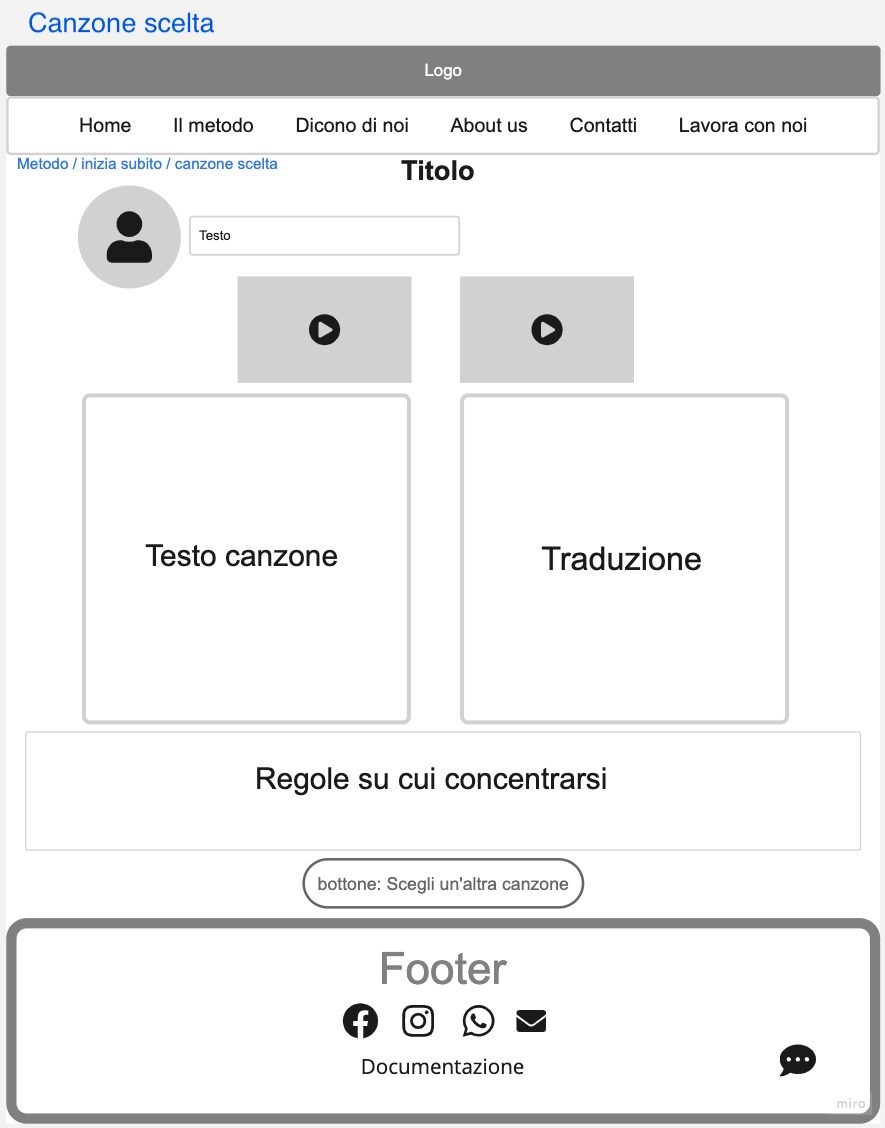 Canzone scelta
Logo
Home Il metodo Dicono di noi About us Contatti Lavora con noi
Metodo / inizia subito / canzone scelta
Titolo
Testo
Testo canzone
Traduzione
Regole su cui concentrarsi
bottone: Scegli un'altra canzone
Footer
Documentazione
miro